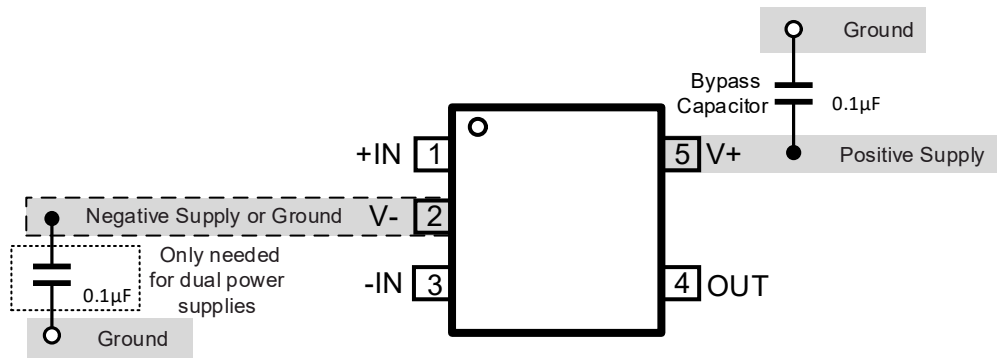 Ground
Bypass
Capacitor
0.1µF
+IN 1
5 V+
Positive Supply
Negative Supply or Ground V- 2
Only needed
for dual power
supplies
0.1µF
-IN 3
4 OUT
Ground